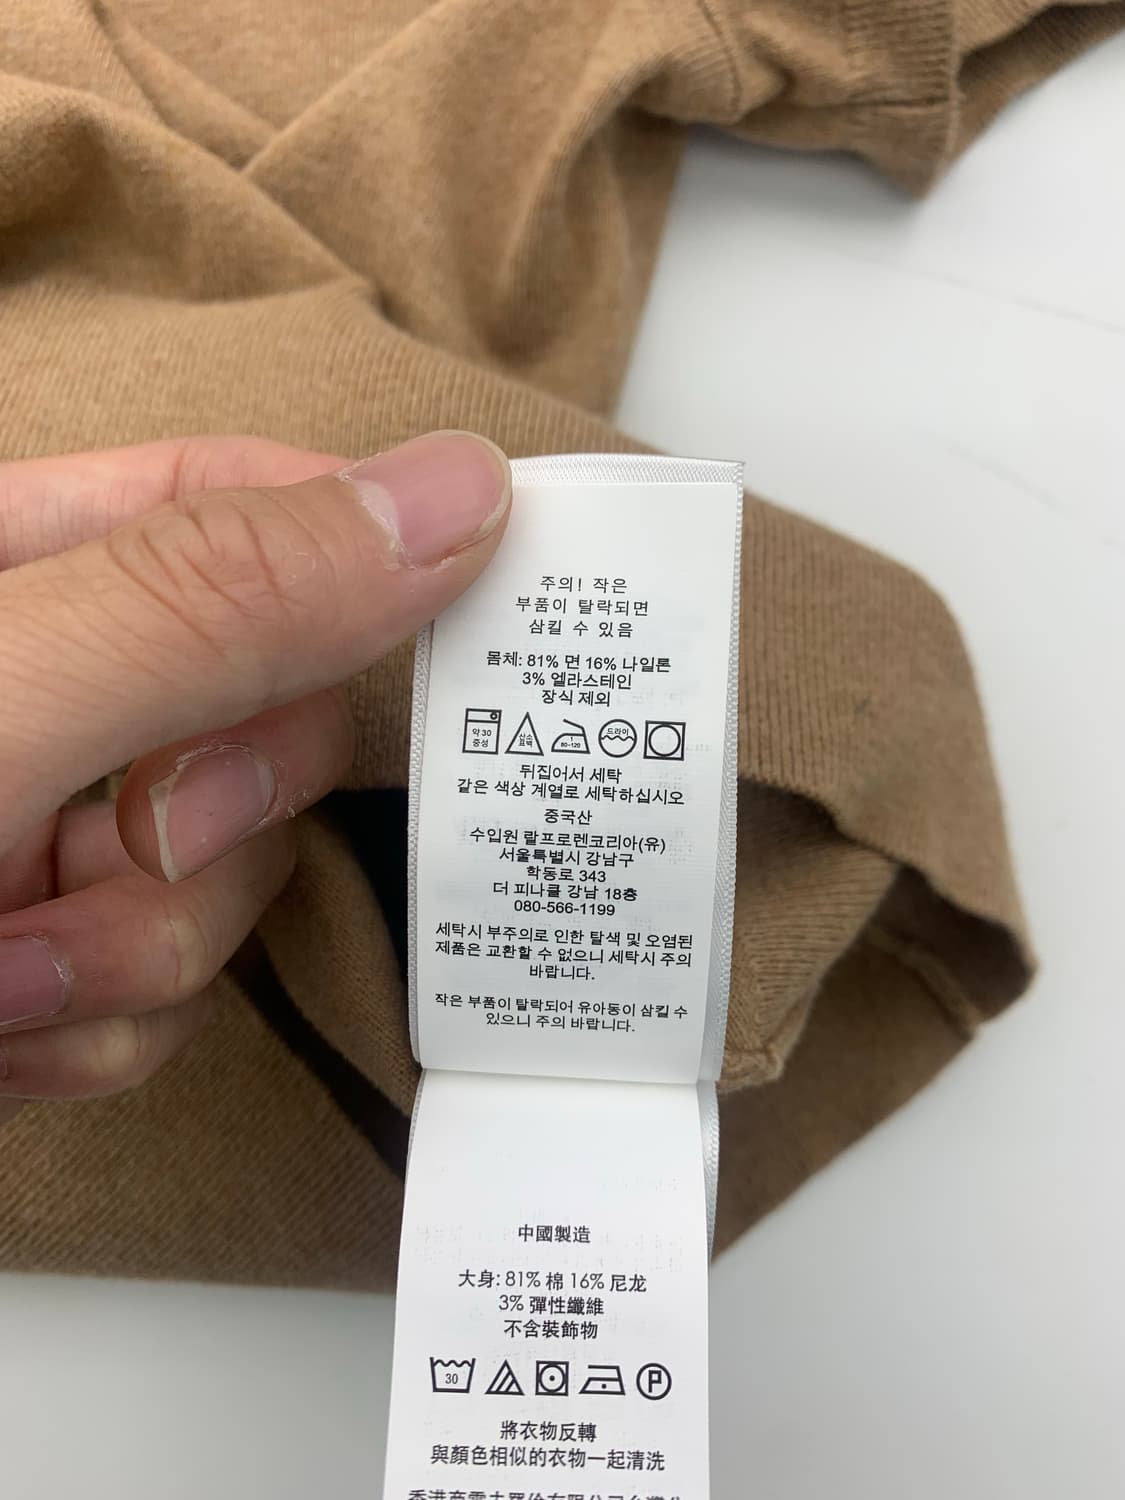 주의! 작은
부품이 탈락되면
삼킬 수 있음
몸체: 81% 면 16% 나일론
3% 엘라스테인
장식 제외
약 30 중성 산소 표백 1 80~120 드라이
뒤집어서 세탁
같은 색상 계열로 세탁하십시오
중국산
수입원 랄프로렌코리아(유)
서울특별시 강남구
학동로 343
더 피나클 강남 18층
080-566-1199
세탁시 부주의로 인한 탈색 및 오염된
제품은 교환할 수 없으니 세탁시 주의
바랍니다.
작은 부품이 탈락되어 유아동이 삼킬 수
있으니 주의 바랍니다.
中國製造
大身: 81% 棉 16% 尼龙
3% 彈性纖維
不含裝飾物
30 P
將衣物反轉
與顏色相似的衣物一起清洗